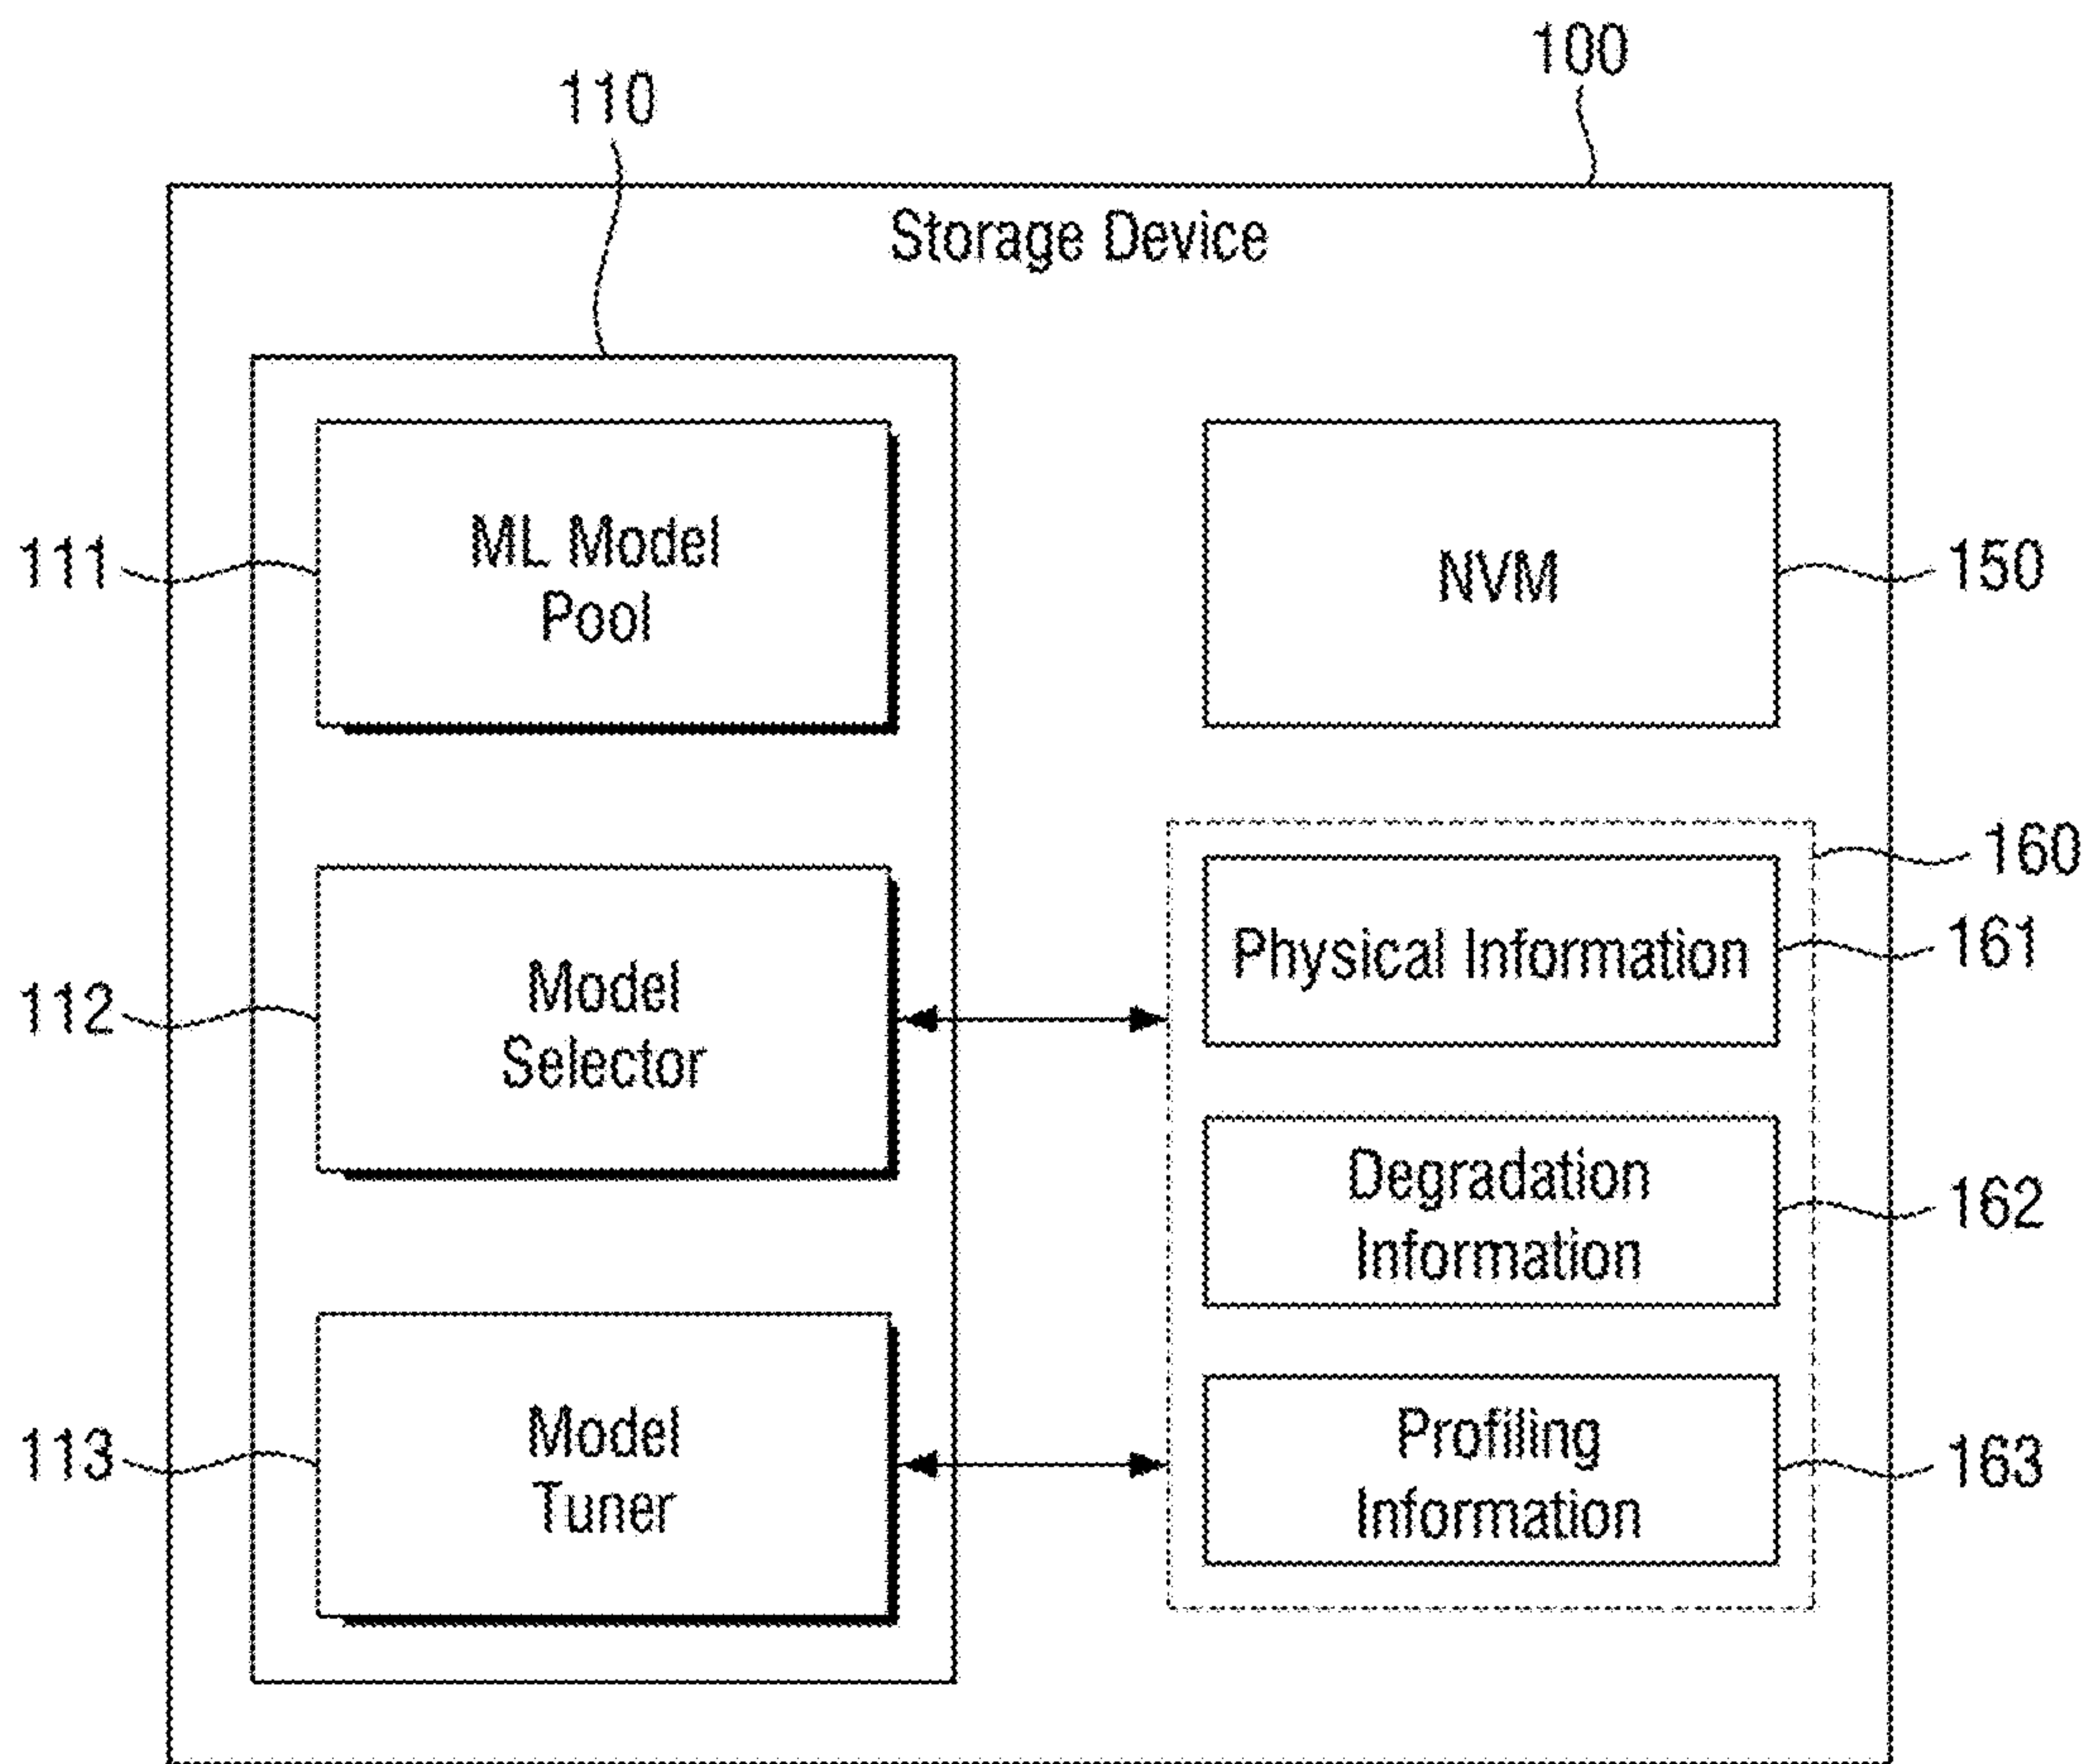 100
110
Storage Device
111
ML Model
Pool
NVM
150
160
Physical Information
161
112
Model
Selector
Degradation
Information
162
113
Model
Tuner
Profiling
Information
163